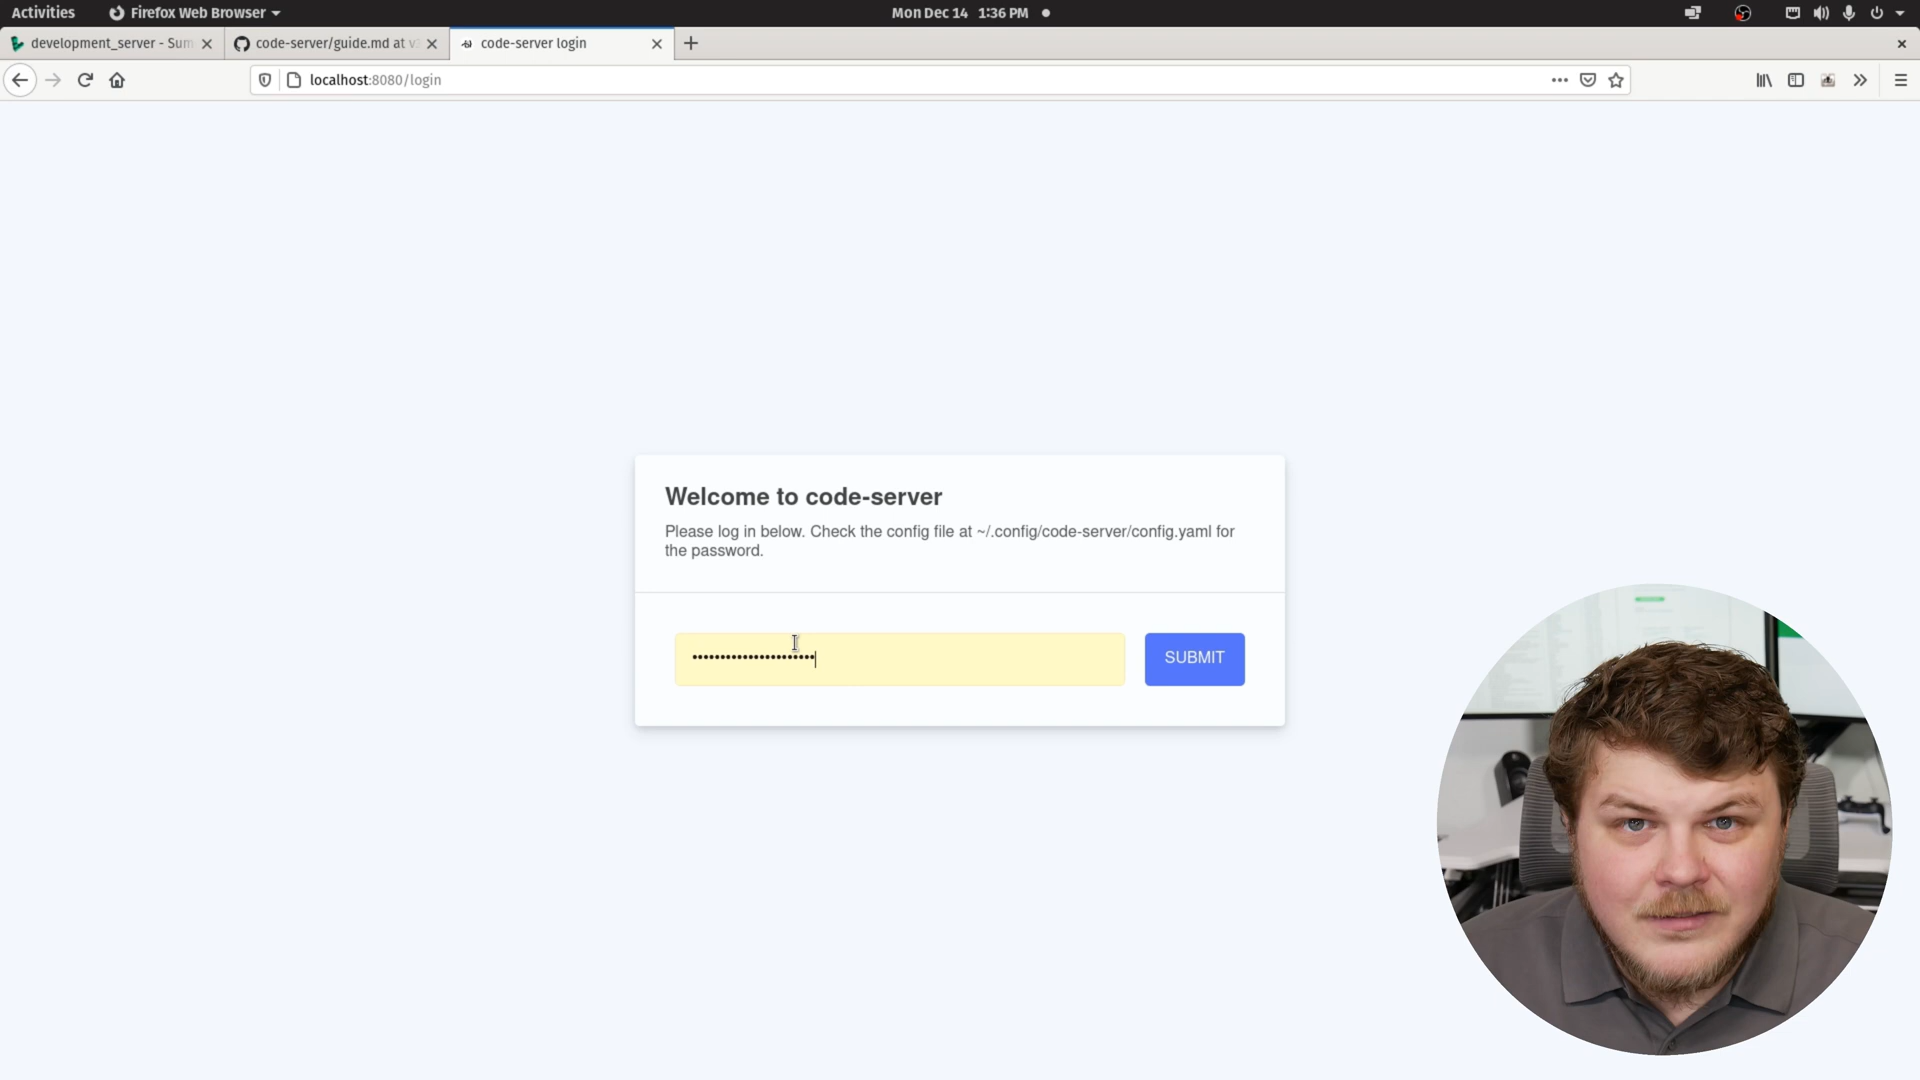 Activities Firefox Web Browser Mon Dec 14 1:36 PM
development_server - Sum code-server/guide.md at v code-server login
localhost:8080/login
Welcome to code-server
Please log in below. Check the config file at ~/.config/code-server/config.yaml for
the password.
••••••••••••••••••••••••
SUBMIT